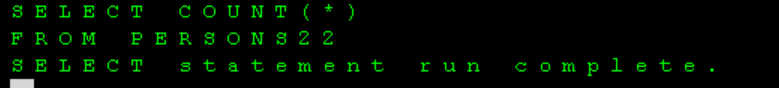 SELECT COUNT(*)
FROM PERSONS22
SELECT statement run complete.